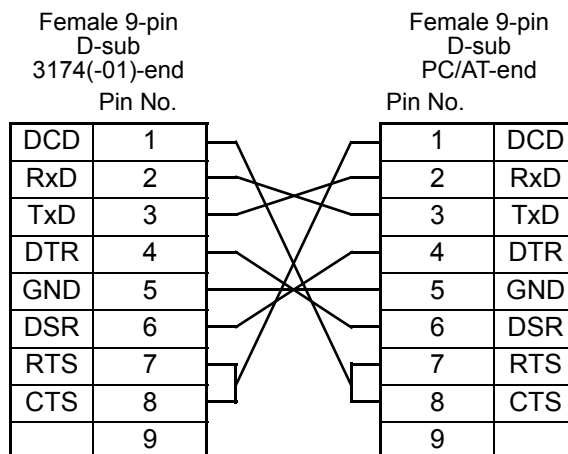 Female 9-pin
D-sub
3174(-01)-end
Female 9-pin
D-sub
PC/AT-end
Pin No.
Pin No.
DCD 1 1 DCD
RxD 2 2 RxD
TxD 3 3 TxD
DTR 4 4 DTR
GND 5 5 GND
DSR 6 6 DSR
RTS 7 7 RTS
CTS 8 8 CTS
9 9